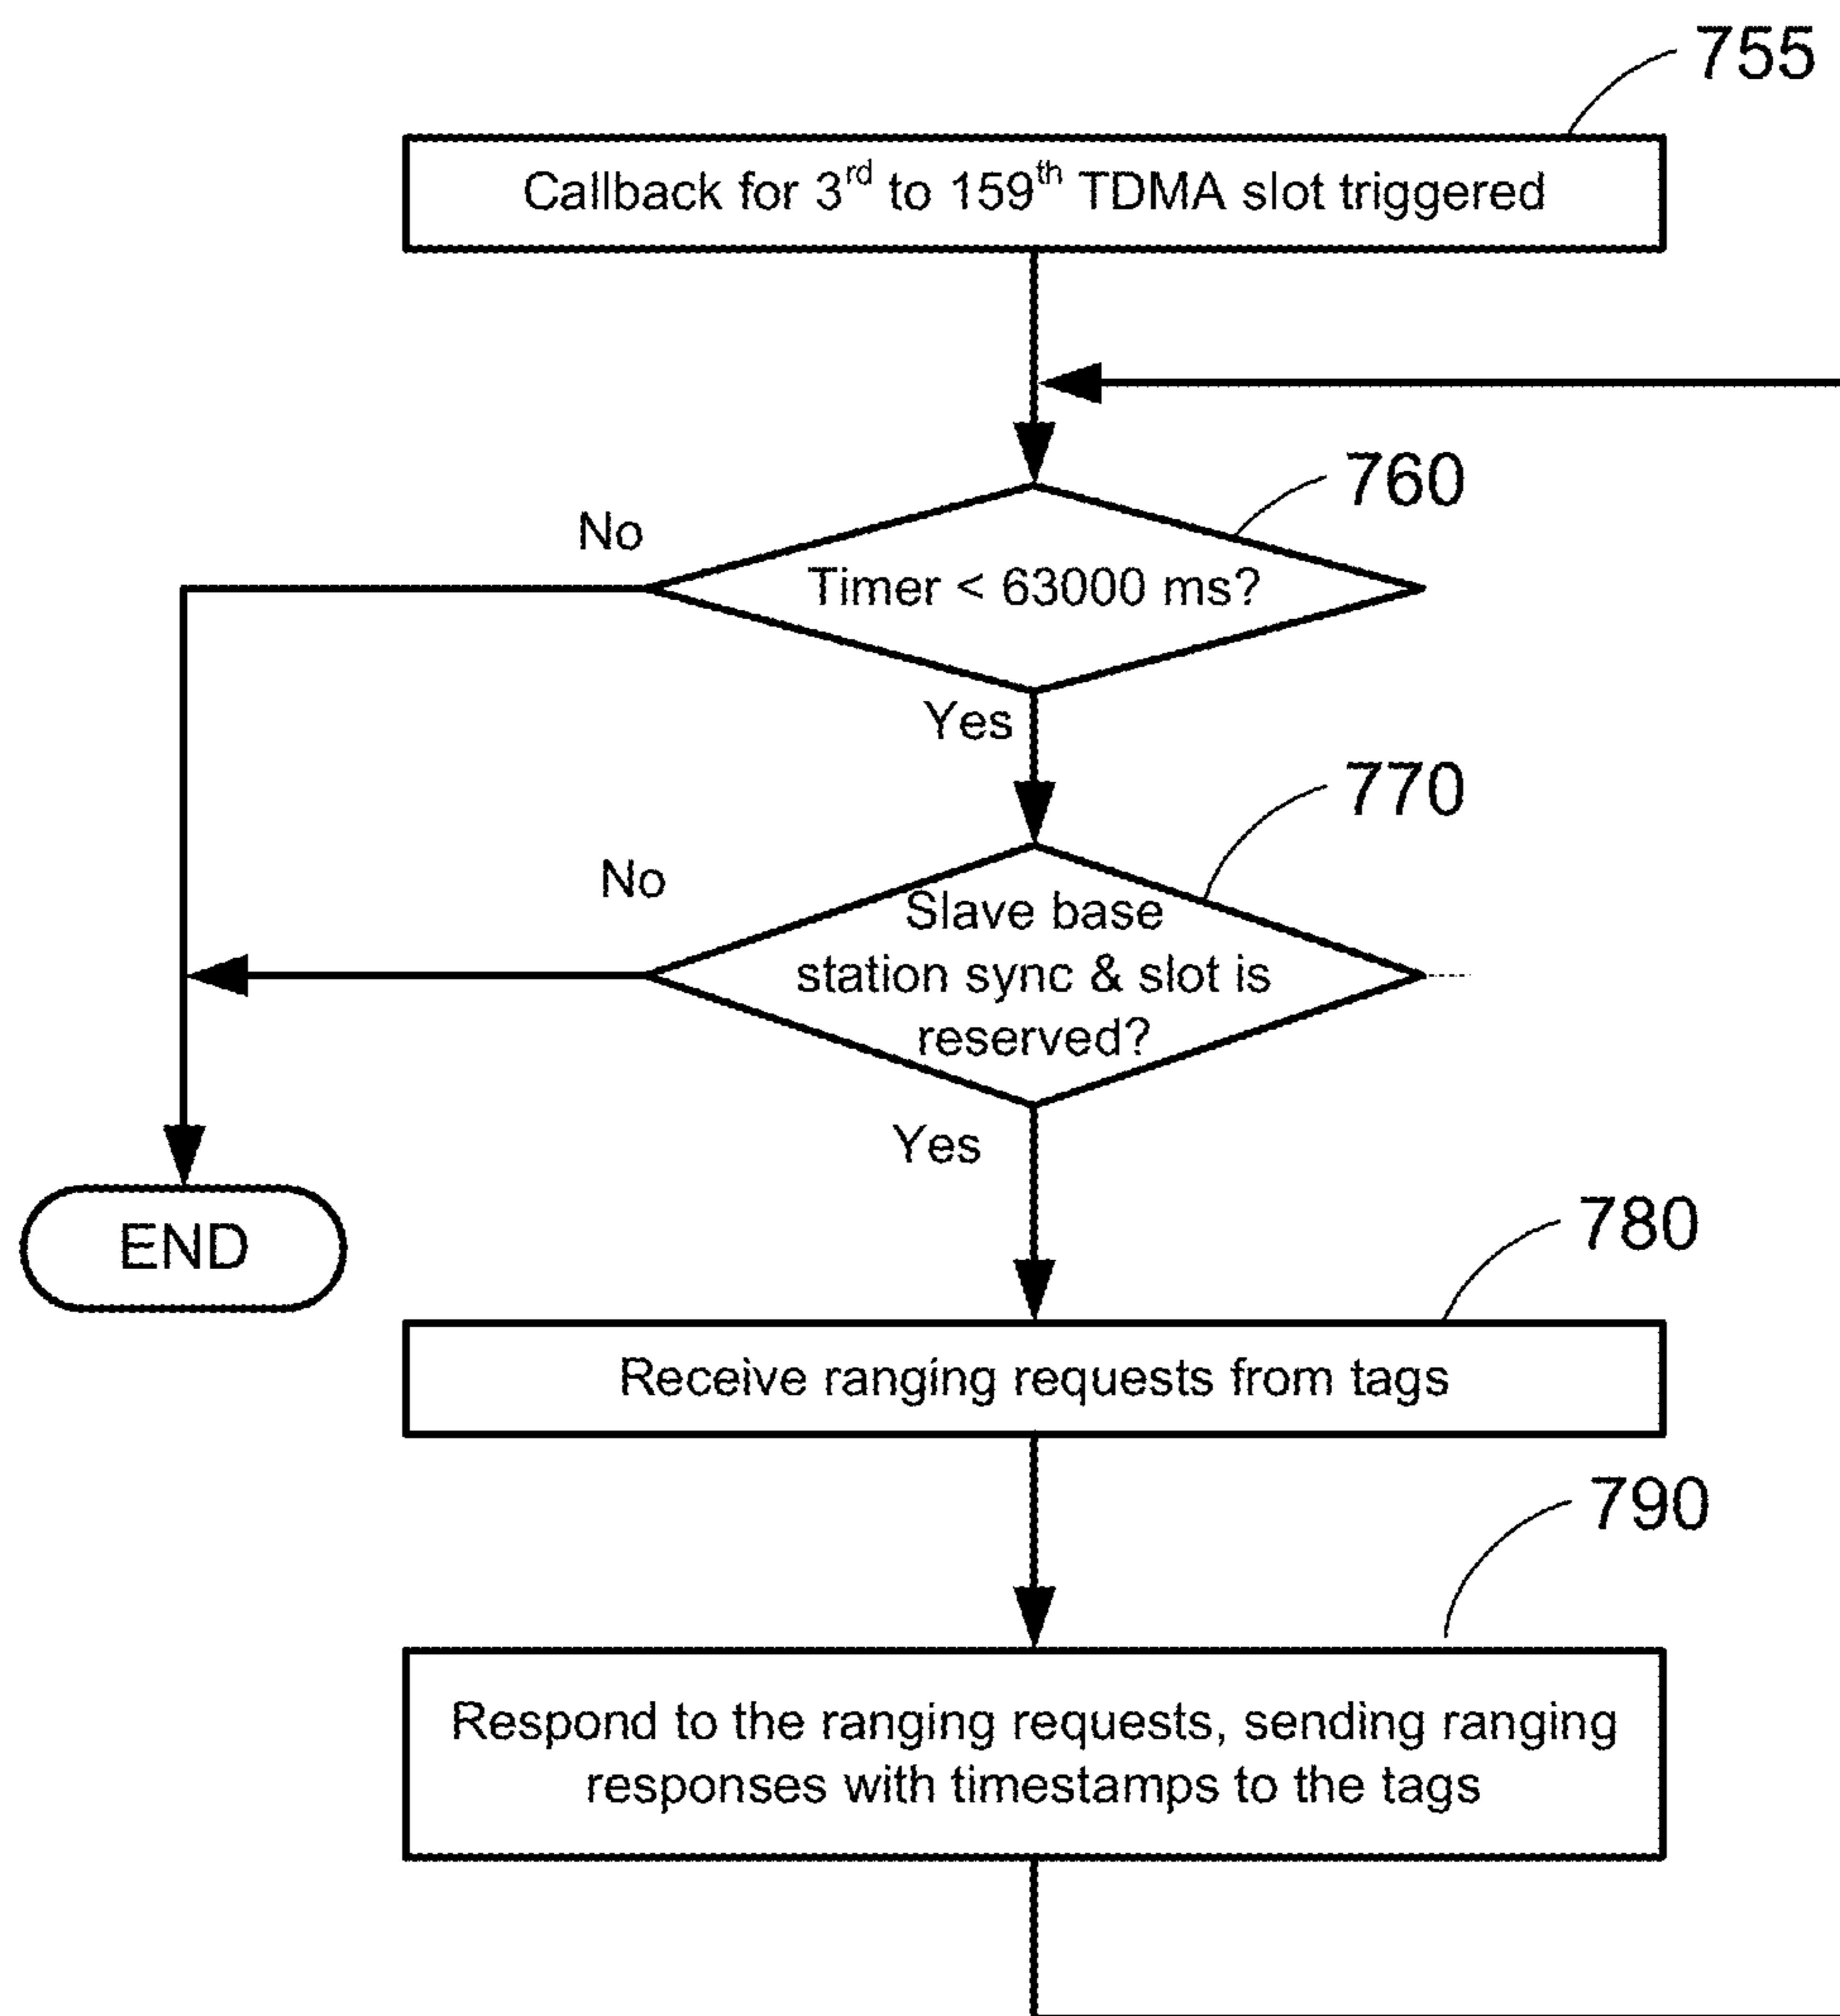 755
Callback for 3rd to 159th TDMA slot triggered
760
No
Timer < 63000 ms?
Yes
770
No
Slave base
station sync & slot is
reserved?
Yes
780
END
Receive ranging requests from tags
790
Respond to the ranging requests, sending ranging
responses with timestamps to the tags